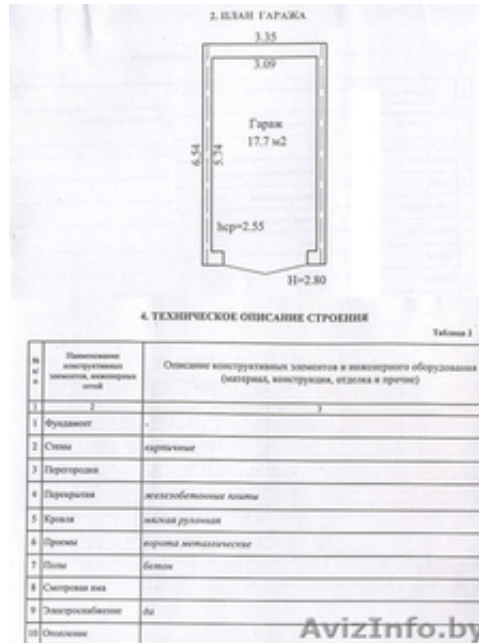 2. ПЛАН ГАРАЖА
3.35
3.09
Гараж
17.7 м2
6.54
5.74
hср=2.55
H=2.80
4. ТЕХНИЧЕСКОЕ ОПИСАНИЕ СТРОЕНИЯ
Таблица 2
№ п/п
Наименование конструктивных элементов, инженерных сетей
Описание конструктивных элементов и инженерного оборудования (материал, конструкция, отделка и прочие)
1 2 3
1 Фундамент -
2 Стены кирпичные
3 Перегородки
4 Перекрытия железобетонные плиты
5 Кровля мягкая рулонная
6 Проемы ворота металлические
7 Полы бетон
8 Смотровая яма
9 Электроснабжение да
10 Отопление
AvizInfo.by